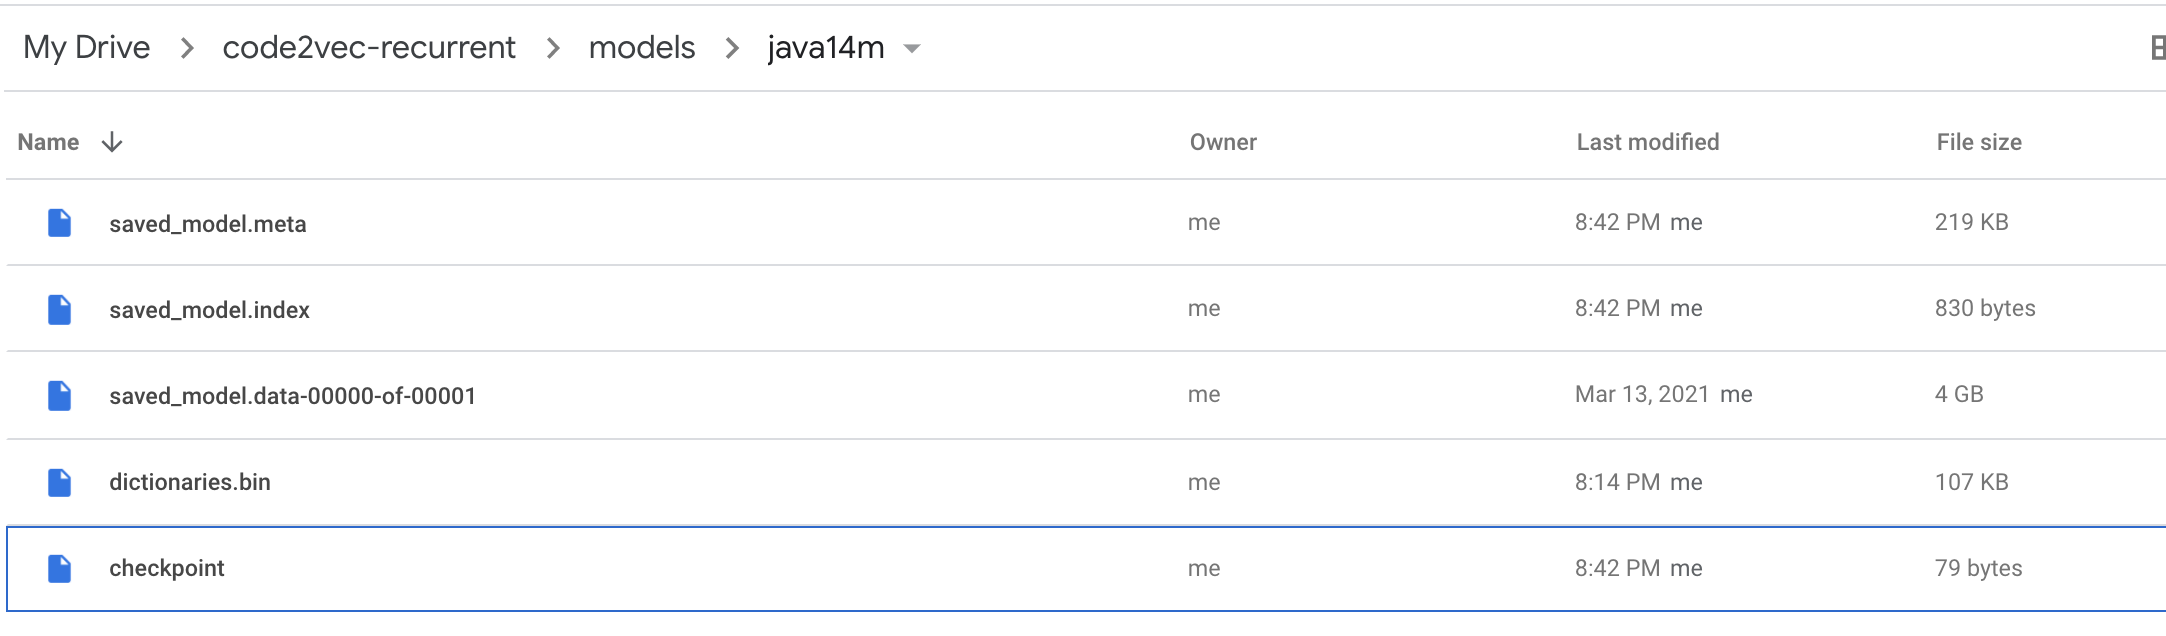 My Drive > code2vec-recurrent > models > java14m
Name Owner Last modified File size
saved_model.meta me 8:42 PM me 219 KB
saved_model.index me 8:42 PM me 830 bytes
saved_model.data-00000-of-00001 me Mar 13, 2021 me 4 GB
dictionaries.bin me 8:14 PM me 107 KB
checkpoint me 8:42 PM me 79 bytes